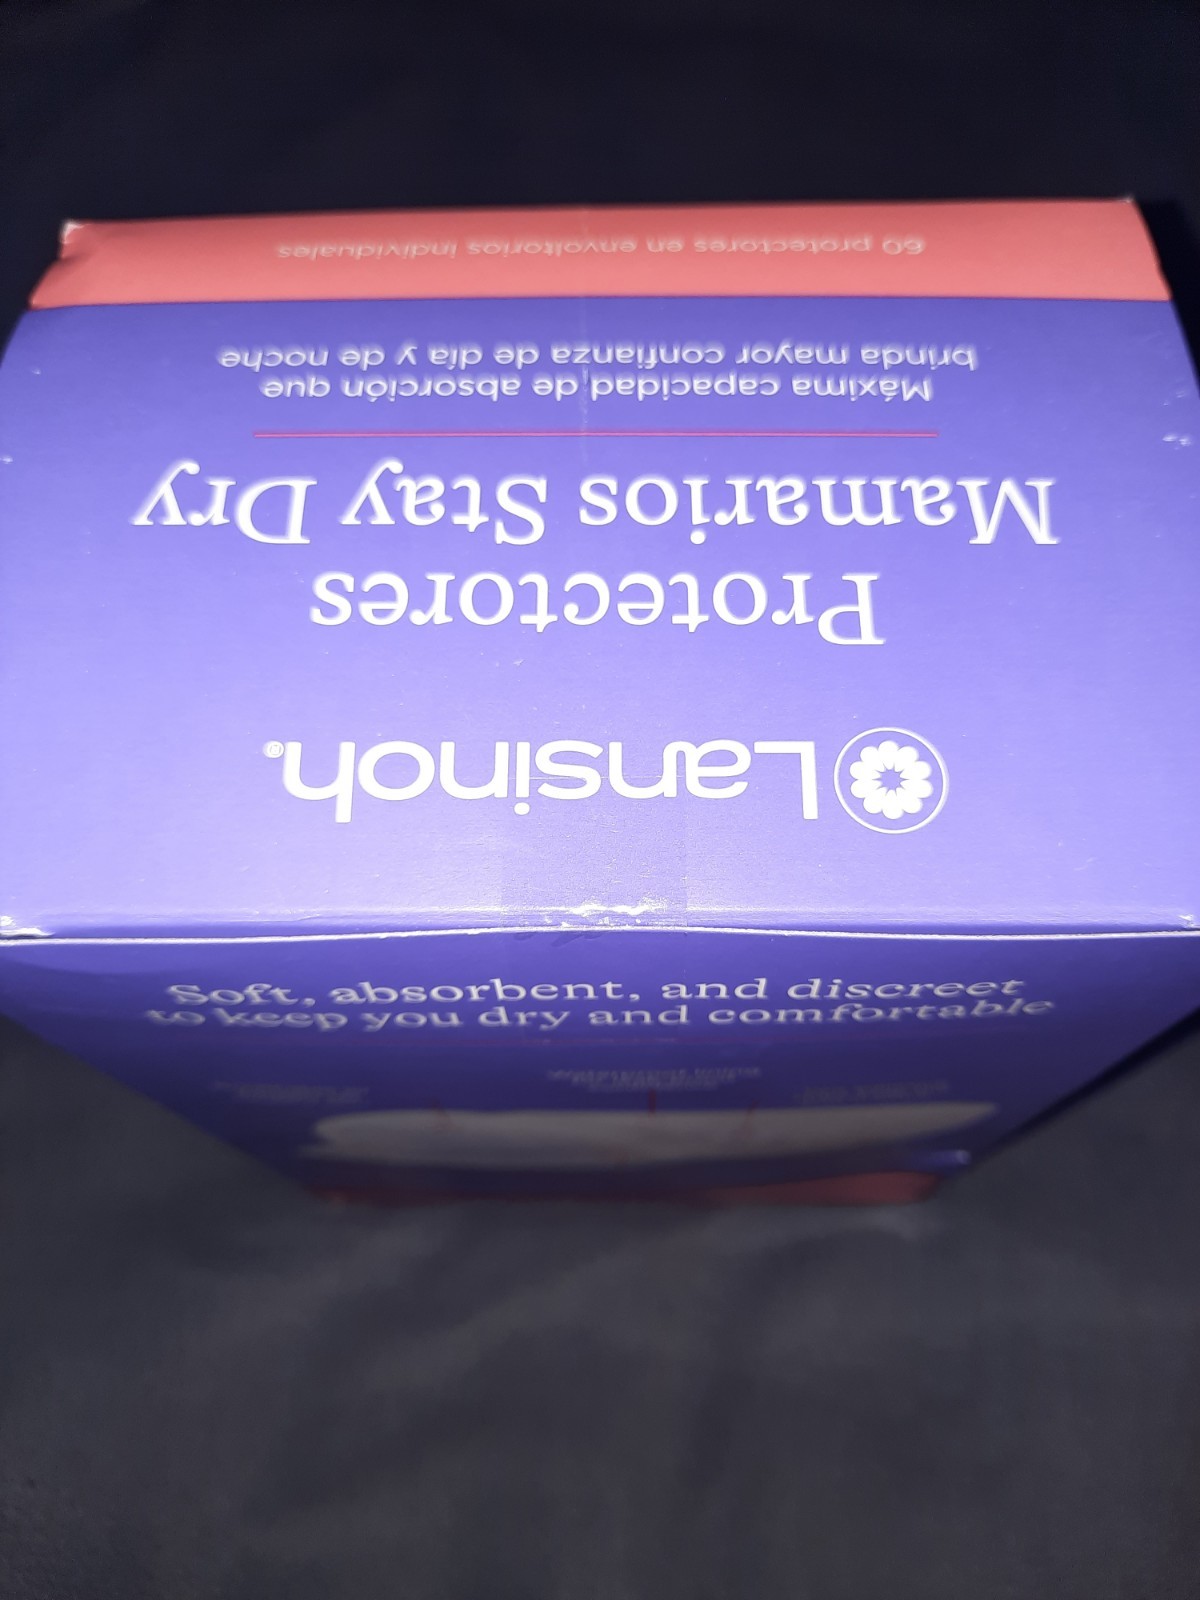 Lansinoh®
Protectores
Mamarios Stay Dry
Máxima capacidad de absorción que
brinda mayor confianza de día y de noche
60 protectores en envoltorios individuales
Soft, absorbent, and discreet
to keep you dry and comfortable